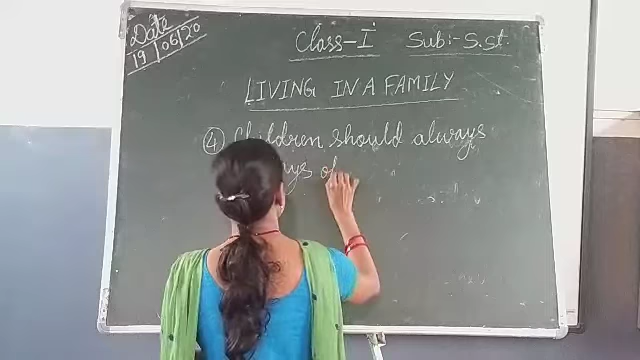 Date
19/06/20
Class-I Sub:- S.st.
LIVING IN A FAMILY
④ Children should always